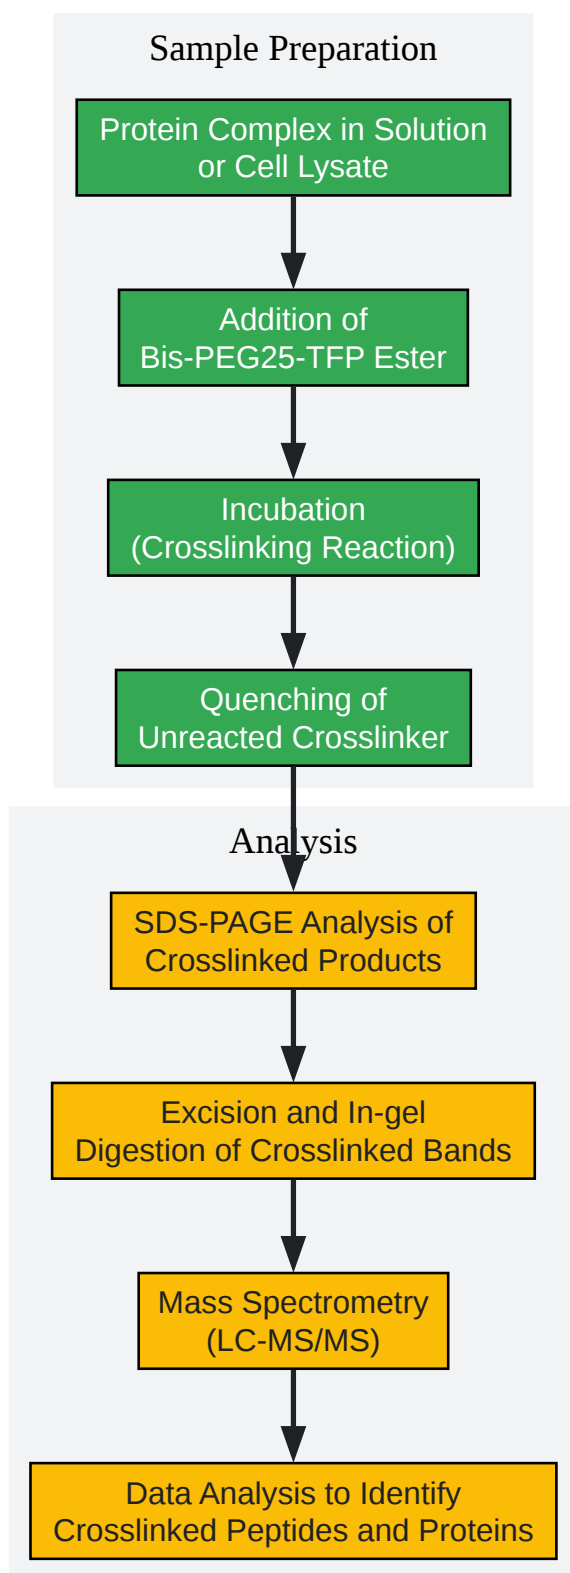 Sample Preparation
Protein Complex in Solution
or Cell Lysate
Addition of
Bis-PEG25-TFP Ester
Incubation
(Crosslinking Reaction)
Quenching of
Unreacted Crosslinker
Analysis
SDS-PAGE Analysis of
Crosslinked Products
Excision and In-gel
Digestion of Crosslinked Bands
Mass Spectrometry
(LC-MS/MS)
Data Analysis to Identify
Crosslinked Peptides and Proteins